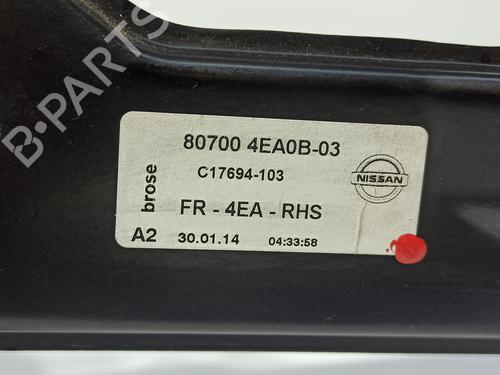 B-PARTS
80700 4EA0B-03
C17694-103
NISSAN
brose
FR - 4EA - RHS
A2 30.01.14 04:33:58